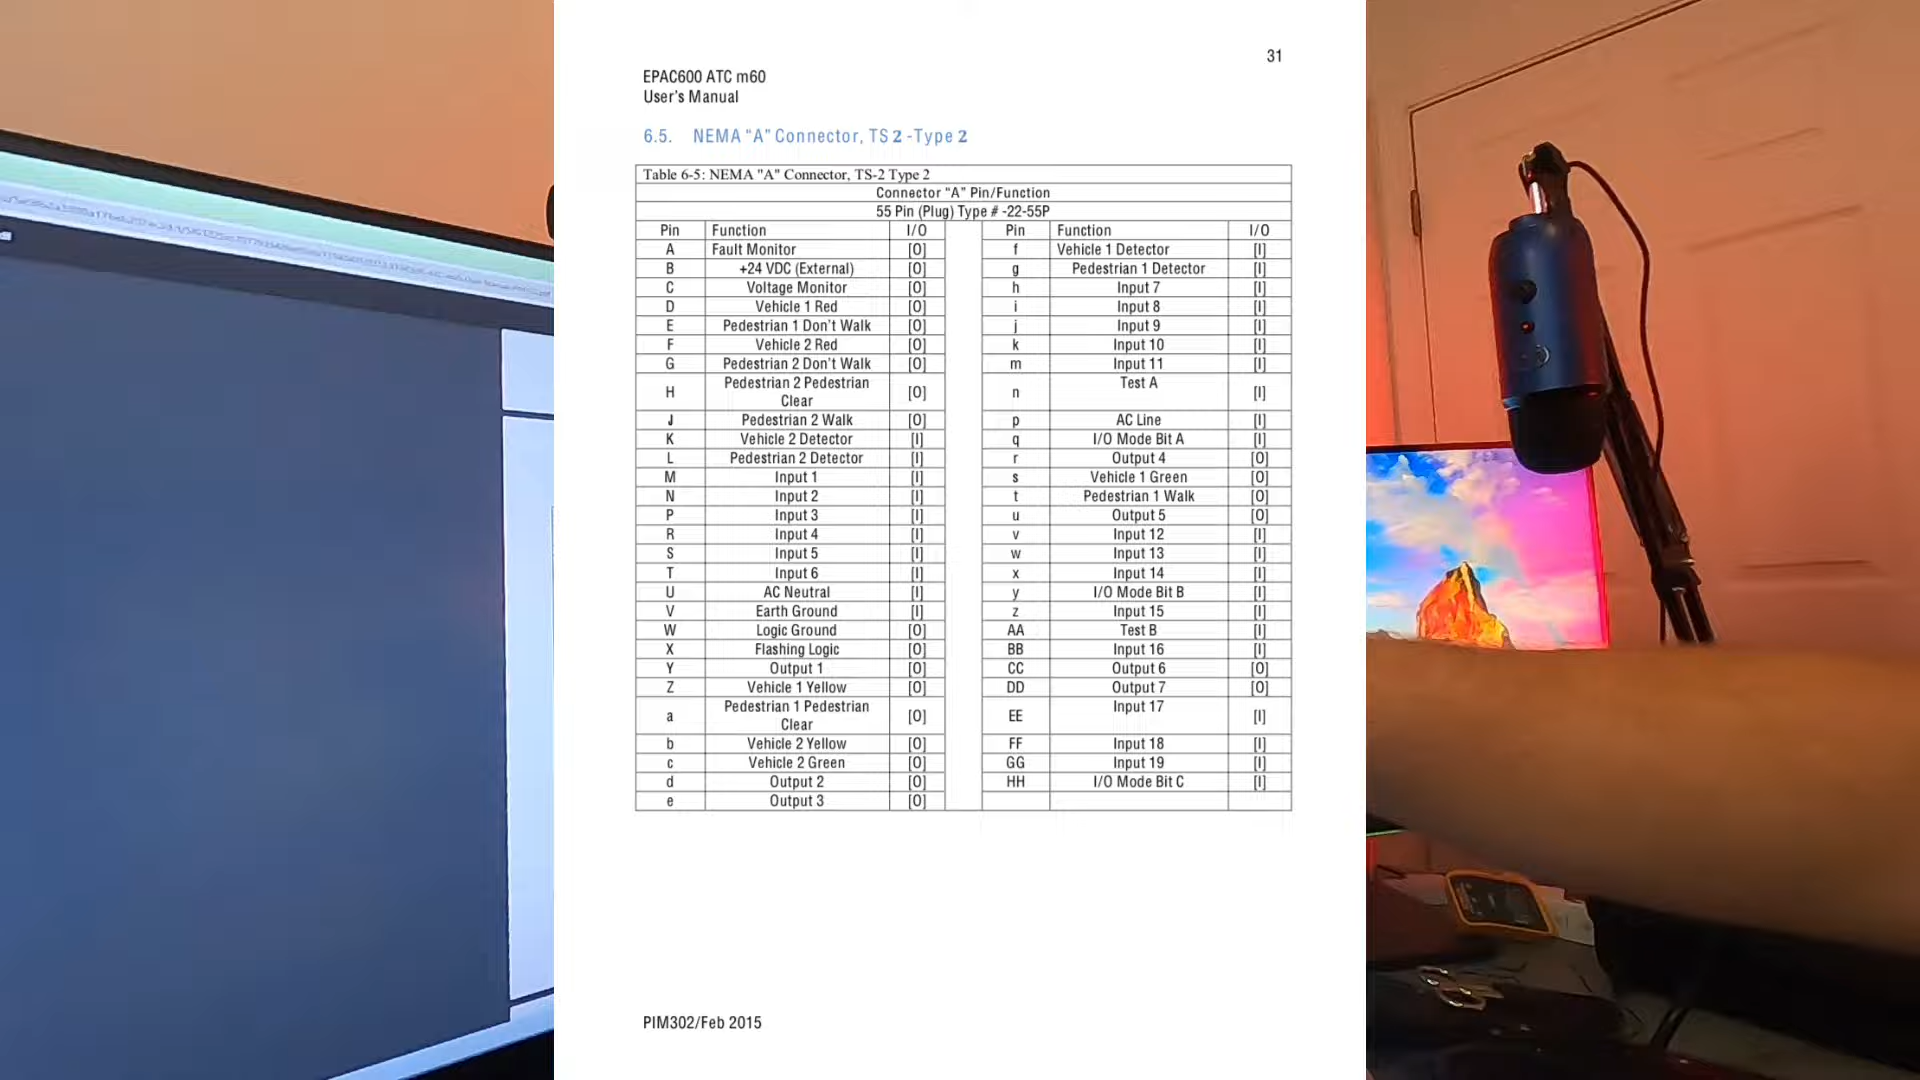 31
EPAC600 ATC m60
User's Manual
6.5. NEMA "A" Connector, TS 2 -Type 2
Table 6-5: NEMA "A" Connector, TS-2 Type 2
Connector "A" Pin/Function
55 Pin (Plug) Type # -22-55P
Pin Function I/O Pin Function I/O
A Fault Monitor [O] f Vehicle 1 Detector [I]
B +24 VDC (External) [O] g Pedestrian 1 Detector [I]
C Voltage Monitor [O] h Input 7 [I]
D Vehicle 1 Red [O] i Input 8 [I]
E Pedestrian 1 Don't Walk [O] j Input 9 [I]
F Vehicle 2 Red [O] k Input 10 [I]
G Pedestrian 2 Don't Walk [O] m Input 11 [I]
H Pedestrian 2 Pedestrian Clear [O] n Test A [I]
J Pedestrian 2 Walk [O] p AC Line [I]
K Vehicle 2 Detector [I] q I/O Mode Bit A [I]
L Pedestrian 2 Detector [I] r Output 4 [O]
M Input 1 [I] s Vehicle 1 Green [O]
N Input 2 [I] t Pedestrian 1 Walk [O]
P Input 3 [I] u Output 5 [O]
R Input 4 [I] v Input 12 [I]
S Input 5 [I] w Input 13 [I]
T Input 6 [I] x Input 14 [I]
U AC Neutral [I] y I/O Mode Bit B [I]
V Earth Ground [I] z Input 15 [I]
W Logic Ground [O] AA Test B [I]
X Flashing Logic [O] BB Input 16 [I]
Y Output 1 [O] CC Output 6 [O]
Z Vehicle 1 Yellow [O] DD Output 7 [O]
a Pedestrian 1 Pedestrian Clear [O] EE Input 17 [I]
b Vehicle 2 Yellow [O] FF Input 18 [I]
c Vehicle 2 Green [O] GG Input 19 [I]
d Output 2 [O] HH I/O Mode Bit C [I]
e Output 3 [O]
PIM302/Feb 2015